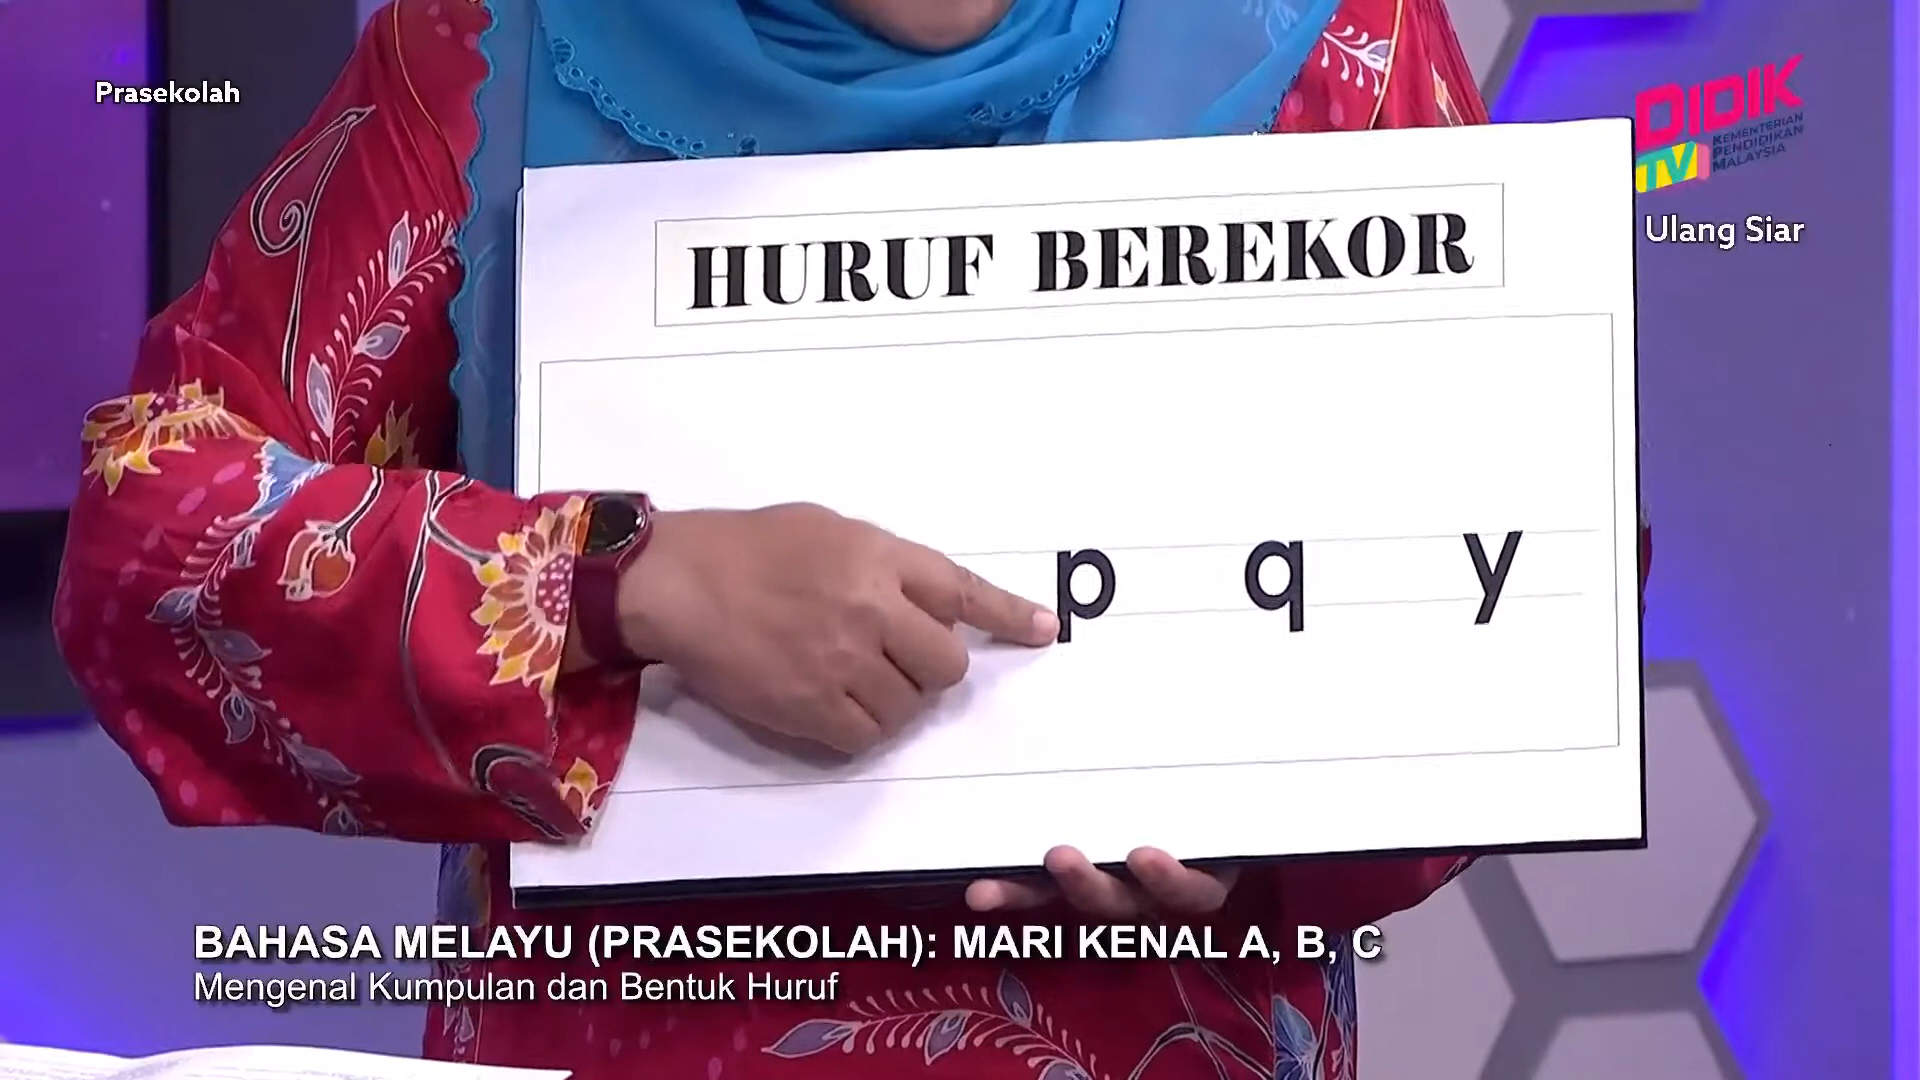 Prasekolah
DIDIK
TV
KEMENTERIAN
PENDIDIKAN
MALAYSIA
Ulang Siar
HURUF BEREKOR
p q y
BAHASA MELAYU (PRASEKOLAH): MARI KENAL A, B, C
Mengenal Kumpulan dan Bentuk Huruf